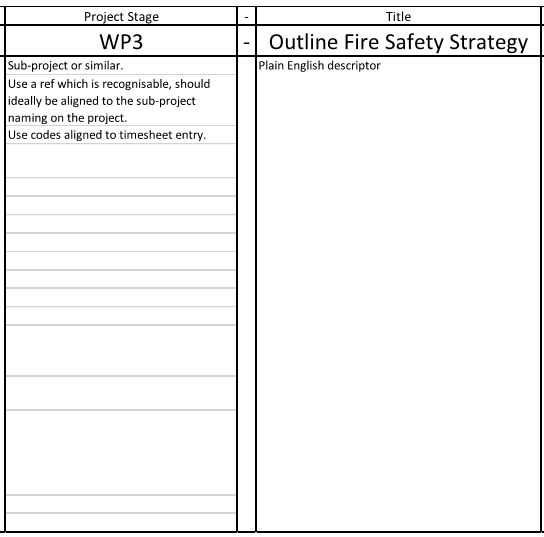 Project Stage - Title
WP3 - Outline Fire Safety Strategy
Sub-project or similar. Plain English descriptor
Use a ref which is recognisable, should
ideally be aligned to the sub-project
naming on the project.
Use codes aligned to timesheet entry.